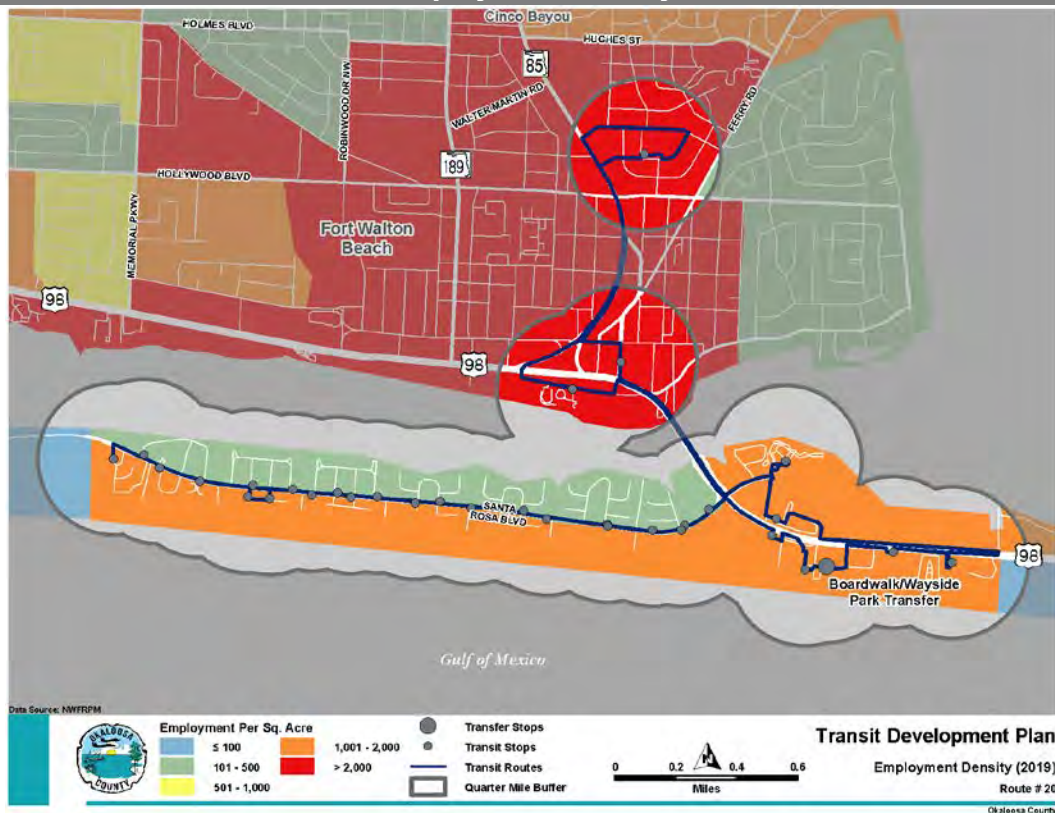 Cinco Bayou
HOLMES BLVD
HUGHES ST
85
WALTER MARTIN RD
FERRY RD
ROBINWOOD DR NW
189
HOLLYWOOD BLVD
MEMORIAL PKWY
Fort Walton
Beach
98
98
SANTA
ROSA BLVD
98
Boardwalk/Wayside
Park Transfer
Gulf of Mexico
Data Source: NWFRPM
OKALOOSA
COUNTY
Employment Per Sq. Acre
≤ 100
101 - 500
501 - 1,000
1,001 - 2,000
> 2,000
Transfer Stops
Transit Stops
Transit Routes
Quarter Mile Buffer
N
0 0.2 0.4 0.6
Miles
Transit Development Plan
Employment Density (2019)
Route # 20
Okaloosa County